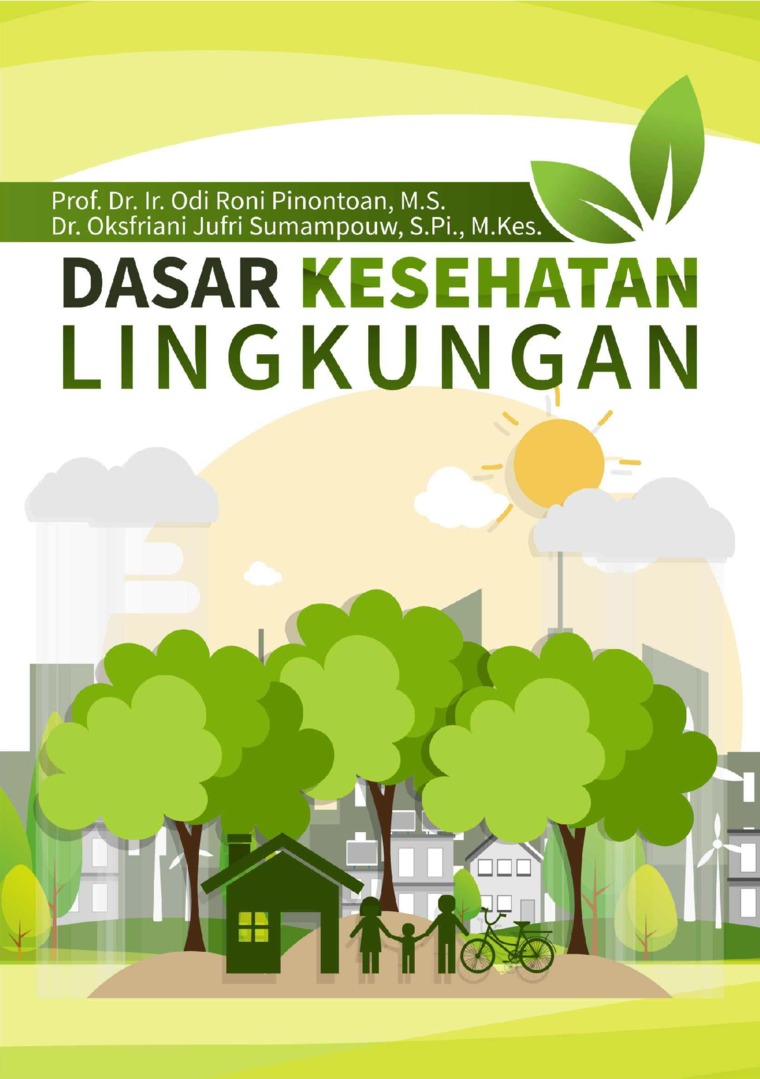 Prof. Dr. Ir. Odi Roni Pinontoan, M.S.
Dr. Oksfriani Jufri Sumampouw, S.Pi., M.Kes.
DASAR KESEHATAN
LINGKUNGAN